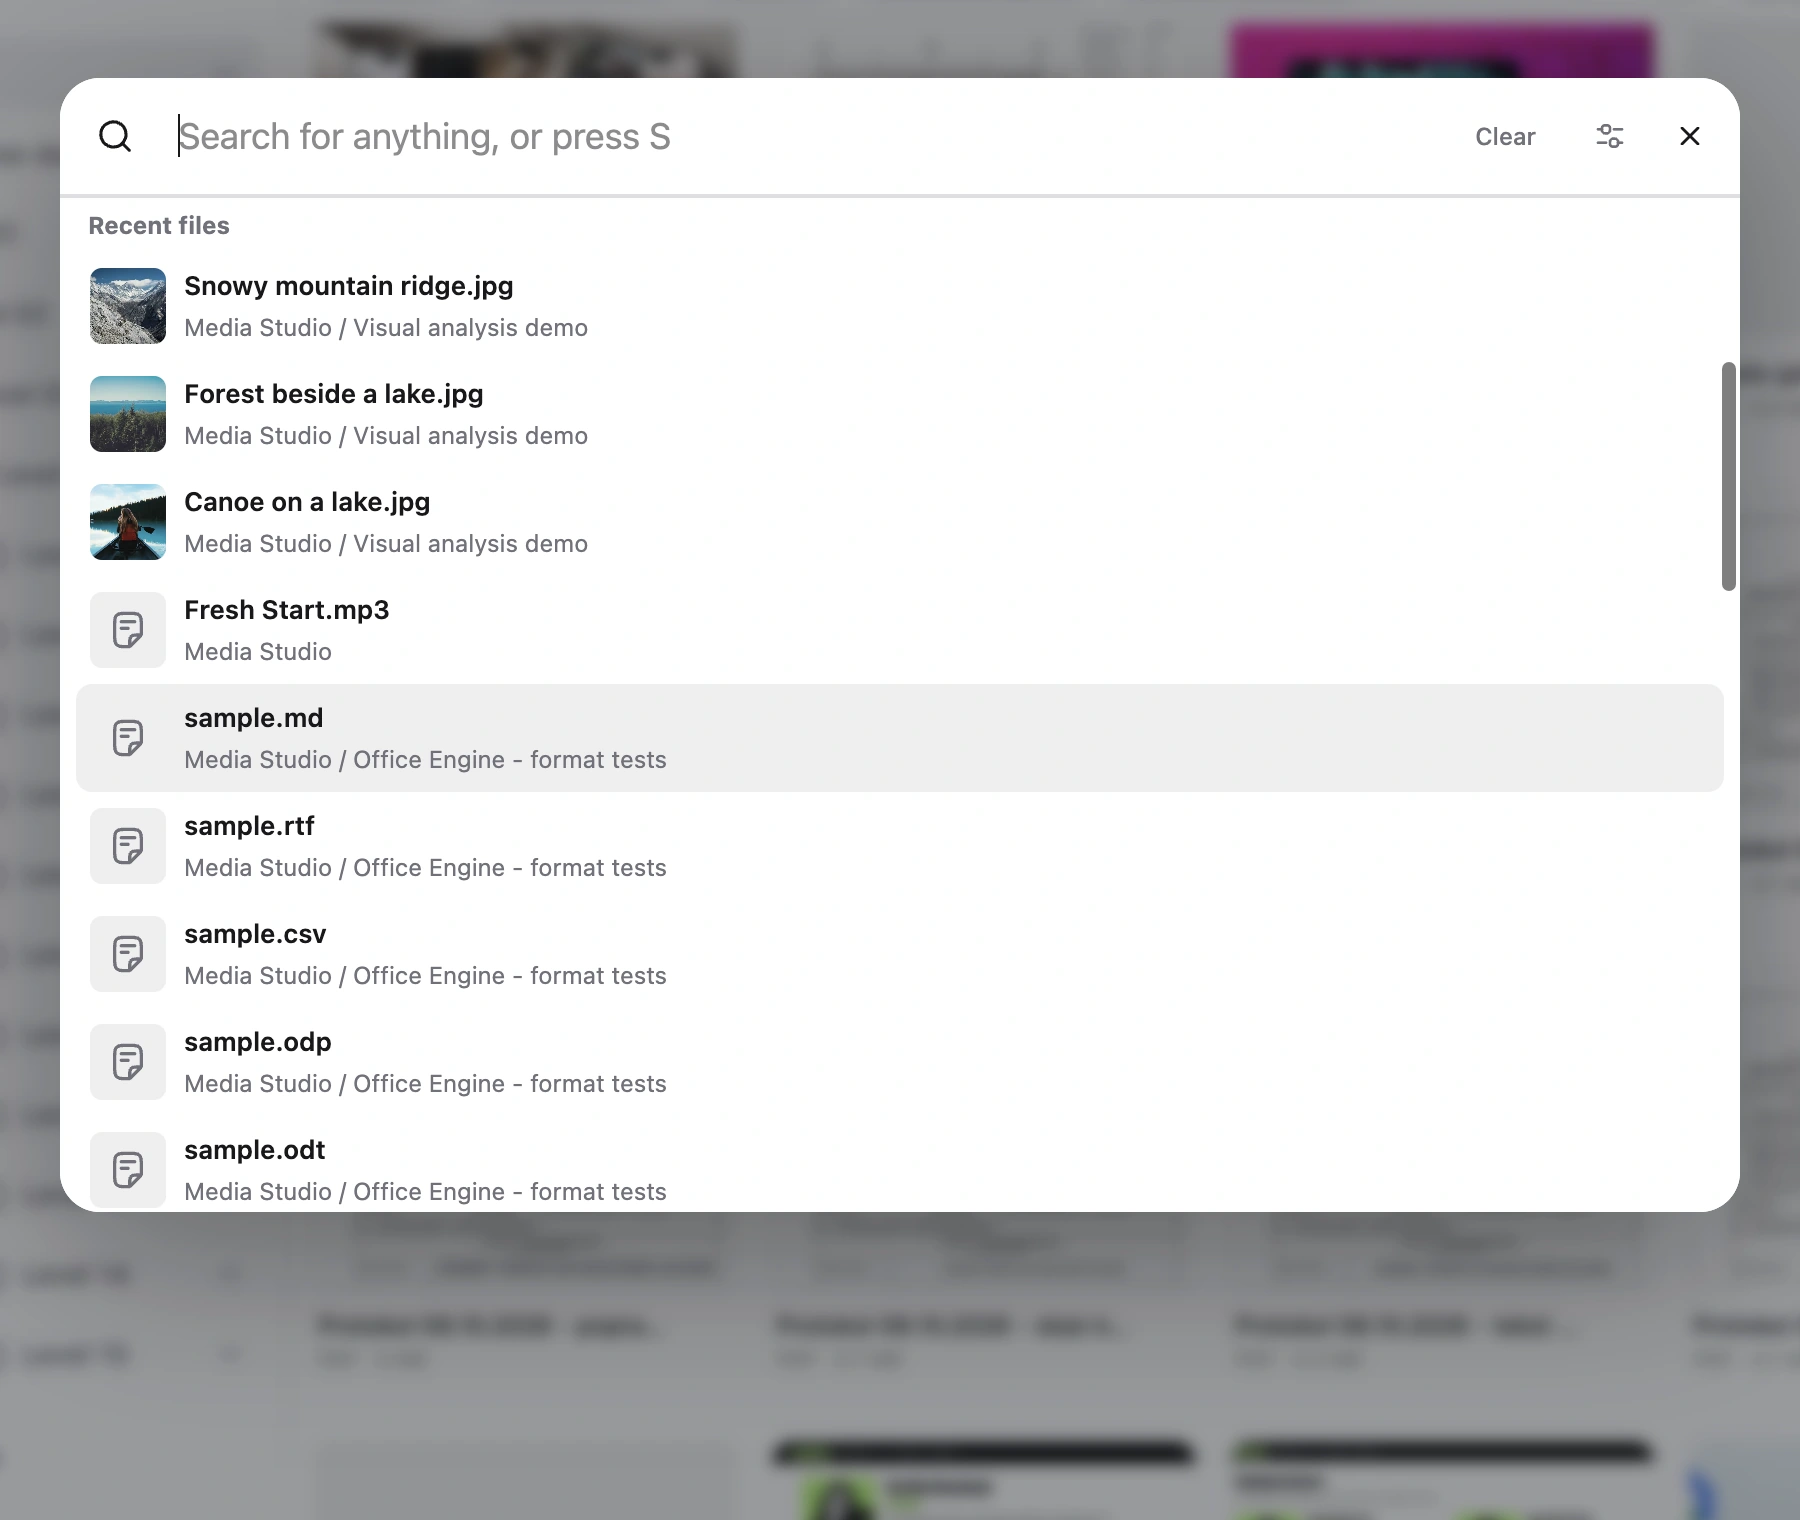 Search for anything, or press S
Clear
Recent files
Snowy mountain ridge.jpg
Media Studio / Visual analysis demo
Forest beside a lake.jpg
Media Studio / Visual analysis demo
Canoe on a lake.jpg
Media Studio / Visual analysis demo
Fresh Start.mp3
Media Studio
sample.md
Media Studio / Office Engine - format tests
sample.rtf
Media Studio / Office Engine - format tests
sample.csv
Media Studio / Office Engine - format tests
sample.odp
Media Studio / Office Engine - format tests
sample.odt
Media Studio / Office Engine - format tests